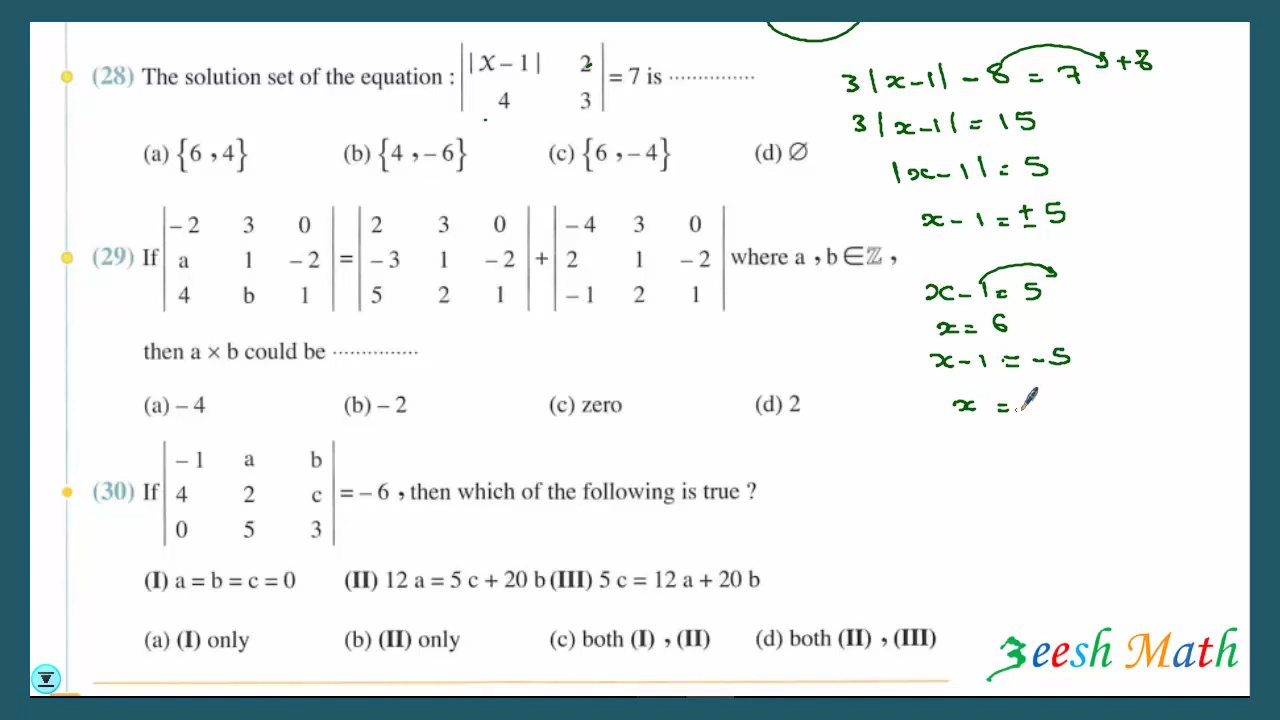 (28) The solution set of the equation : | |x – 1| 2 | = 7 is ...............
4 3
(a) {6 , 4} (b) {4 , – 6} (c) {6 , – 4} (d) ∅
– 2 3 0 2 3 0 – 4 3 0
(29) If | a 1 – 2 | = | – 3 1 – 2 | + | 2 1 – 2 | where a , b ∈ ℤ ,
4 b 1 5 2 1 – 1 2 1
then a × b could be ...............
(a) – 4 (b) – 2 (c) zero (d) 2
– 1 a b
(30) If | 4 2 c | = – 6 , then which of the following is true ?
0 5 3
(I) a = b = c = 0 (II) 12 a = 5 c + 20 b (III) 5 c = 12 a + 20 b
(a) (I) only (b) (II) only (c) both (I) , (II) (d) both (II) , (III)
3|x-1| - 8 = 7 +8
3|x-1| = 15
|x-1| = 5
x-1 = ± 5
x-1 = 5
x = 6
x-1 = -5
x =
3eesh Math